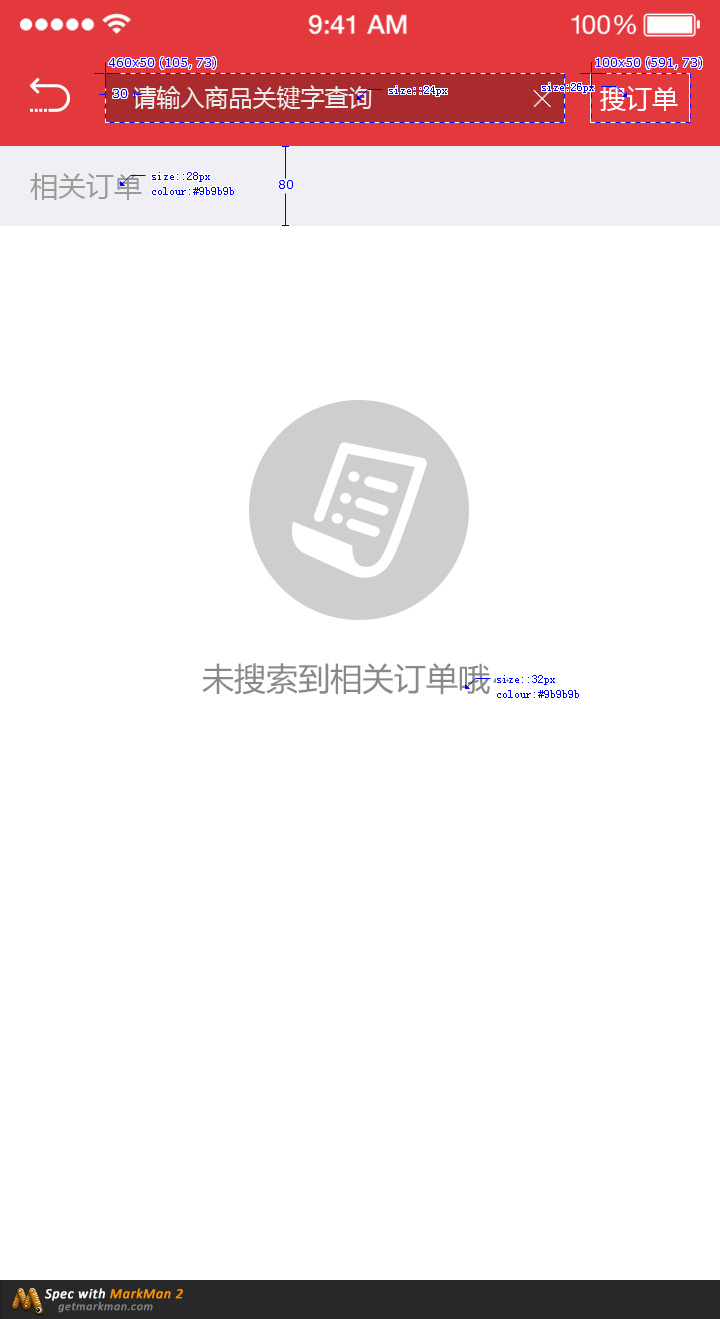 9:41 AM
100%
460x50 (105, 73)
100x50 (591, 73)
30
请输入商品关键字查询
size::24px
size:26px
搜订单
相关订单
size::28px
colour:#9b9b9b
80
未搜索到相关订单哦
size::32px
colour:#9b9b9b
Spec with MarkMan 2
getmarkman.com